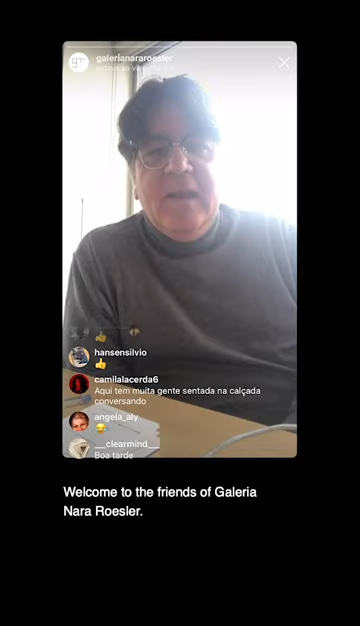 galerianararoesler
hansensilvio
camilalacerda6
Aqui tem muita gente sentada na calçada
conversando
angela_aly
__clearmind__
Boa tarde
Welcome to the friends of Galeria
Nara Roesler.